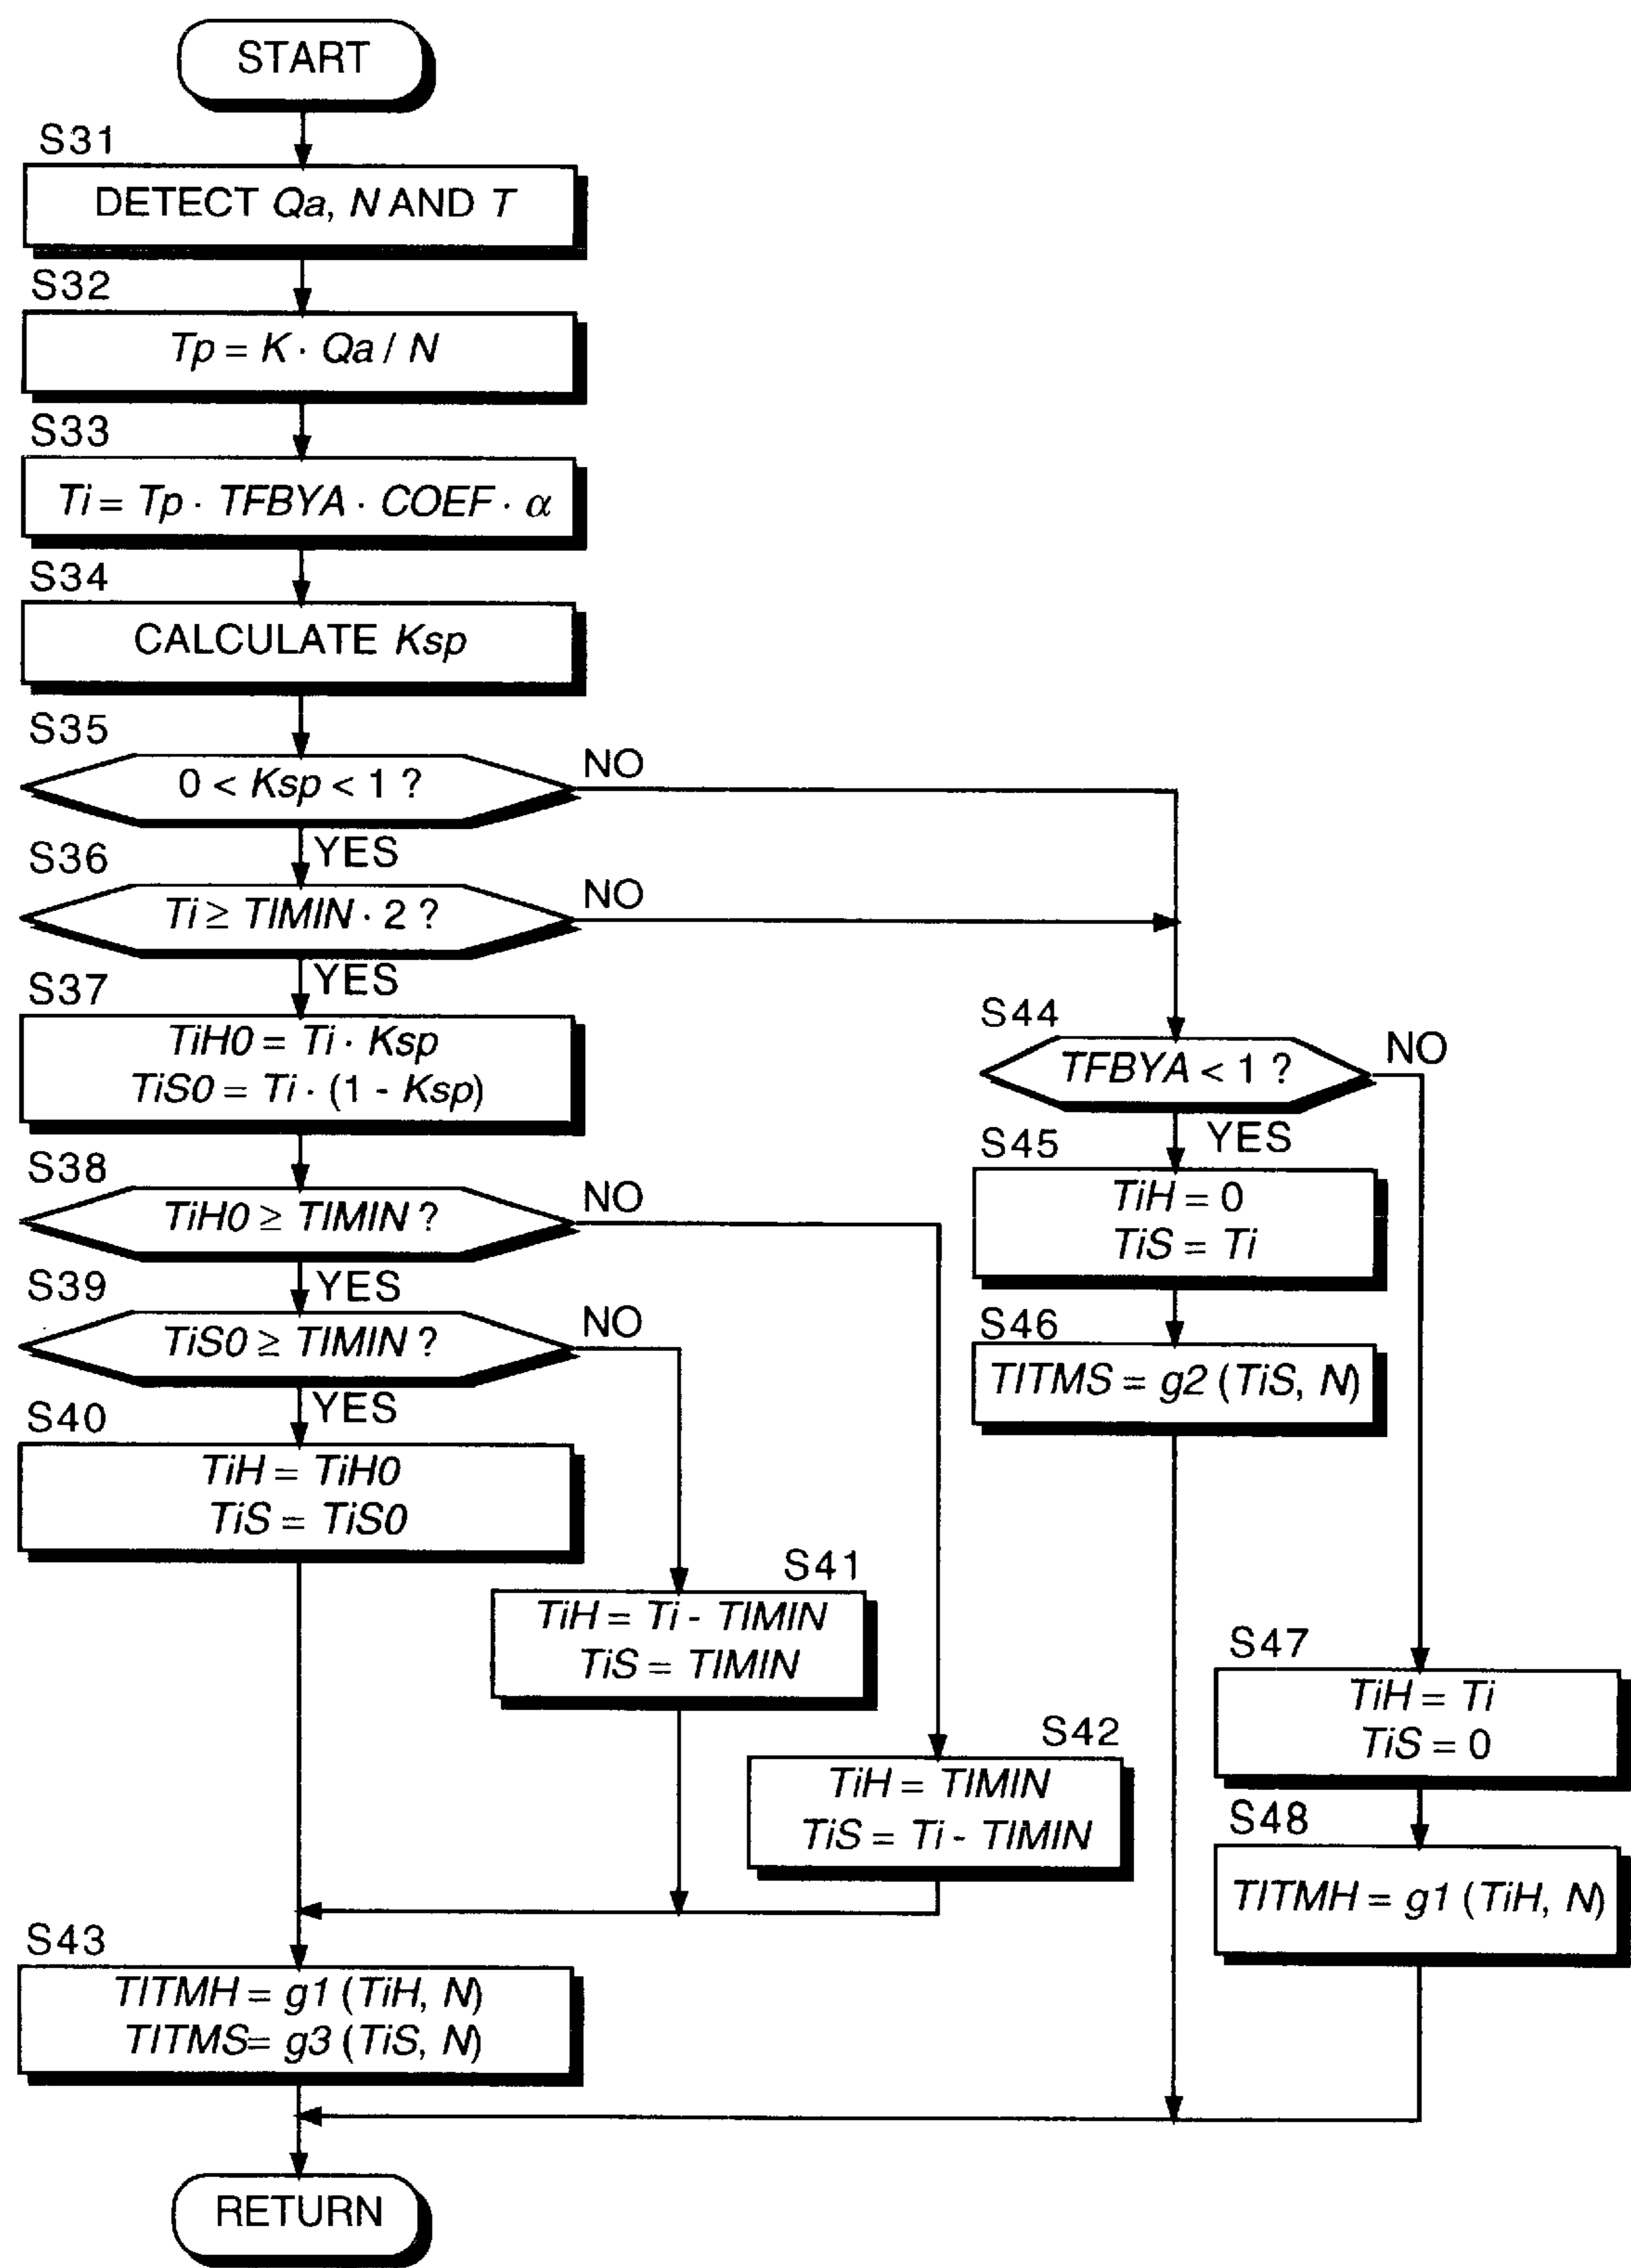 START
S31
DETECT Qa, N AND T
S32
Tp = K · Qa / N
S33
Ti = Tp · TFBYA · COEF · α
S34
CALCULATE Ksp
S35
0 < Ksp < 1 ?
NO
YES
S36
Ti ≥ TIMIN · 2 ?
NO
YES
S37
TiH0 = Ti · Ksp
TiS0 = Ti · (1 - Ksp)
S38
TiH0 ≥ TIMIN ?
NO
YES
S39
TiS0 ≥ TIMIN ?
NO
YES
S40
TiH = TiH0
TiS = TiS0
S41
TiH = Ti - TIMIN
TiS = TIMIN
S42
TiH = TIMIN
TiS = Ti - TIMIN
S43
TITMH = g1 (TiH, N)
TITMS= g3 (TiS, N)
S44
TFBYA < 1 ?
NO
YES
S45
TiH = 0
TiS = Ti
S46
TITMS = g2 (TiS, N)
S47
TiH = Ti
TiS = 0
S48
TITMH = g1 (TiH, N)
RETURN